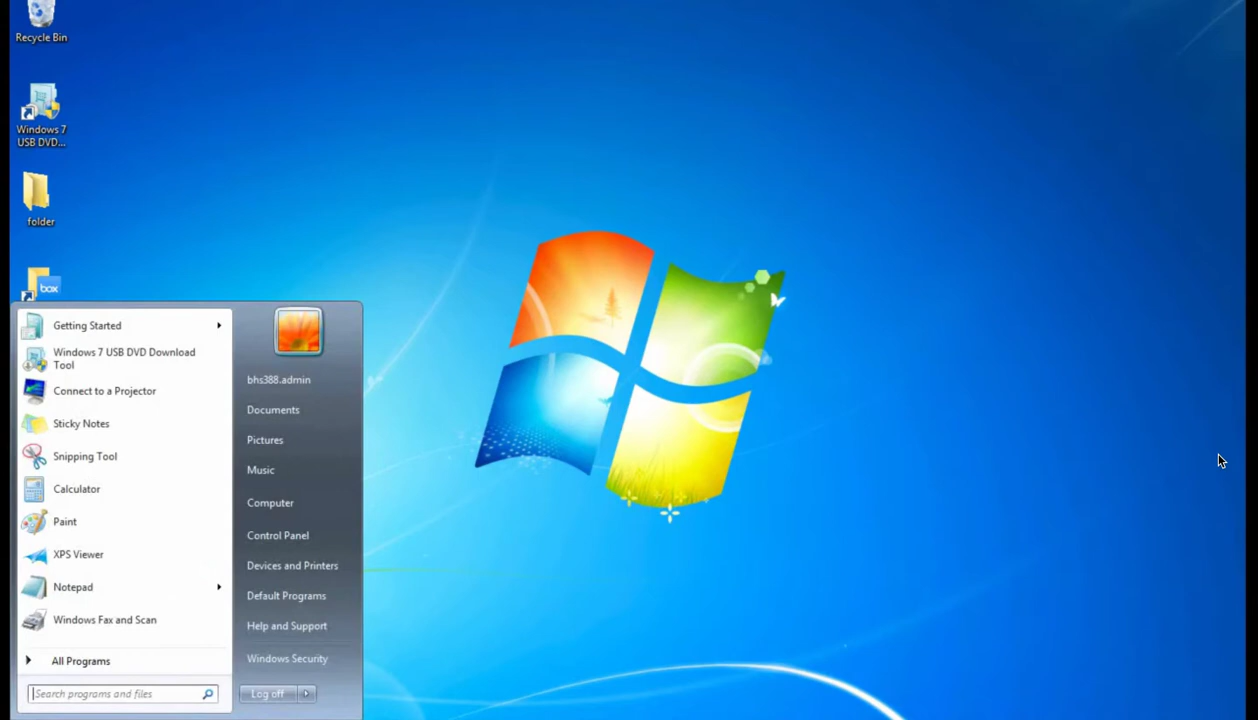 Recycle Bin
Windows 7
USB DVD...
folder
box
Getting Started
Windows 7 USB DVD Download
Tool
Connect to a Projector
Sticky Notes
Snipping Tool
Calculator
Paint
XPS Viewer
Notepad
Windows Fax and Scan
All Programs
Search programs and files
bhs388.admin
Documents
Pictures
Music
Computer
Control Panel
Devices and Printers
Default Programs
Help and Support
Windows Security
Log off